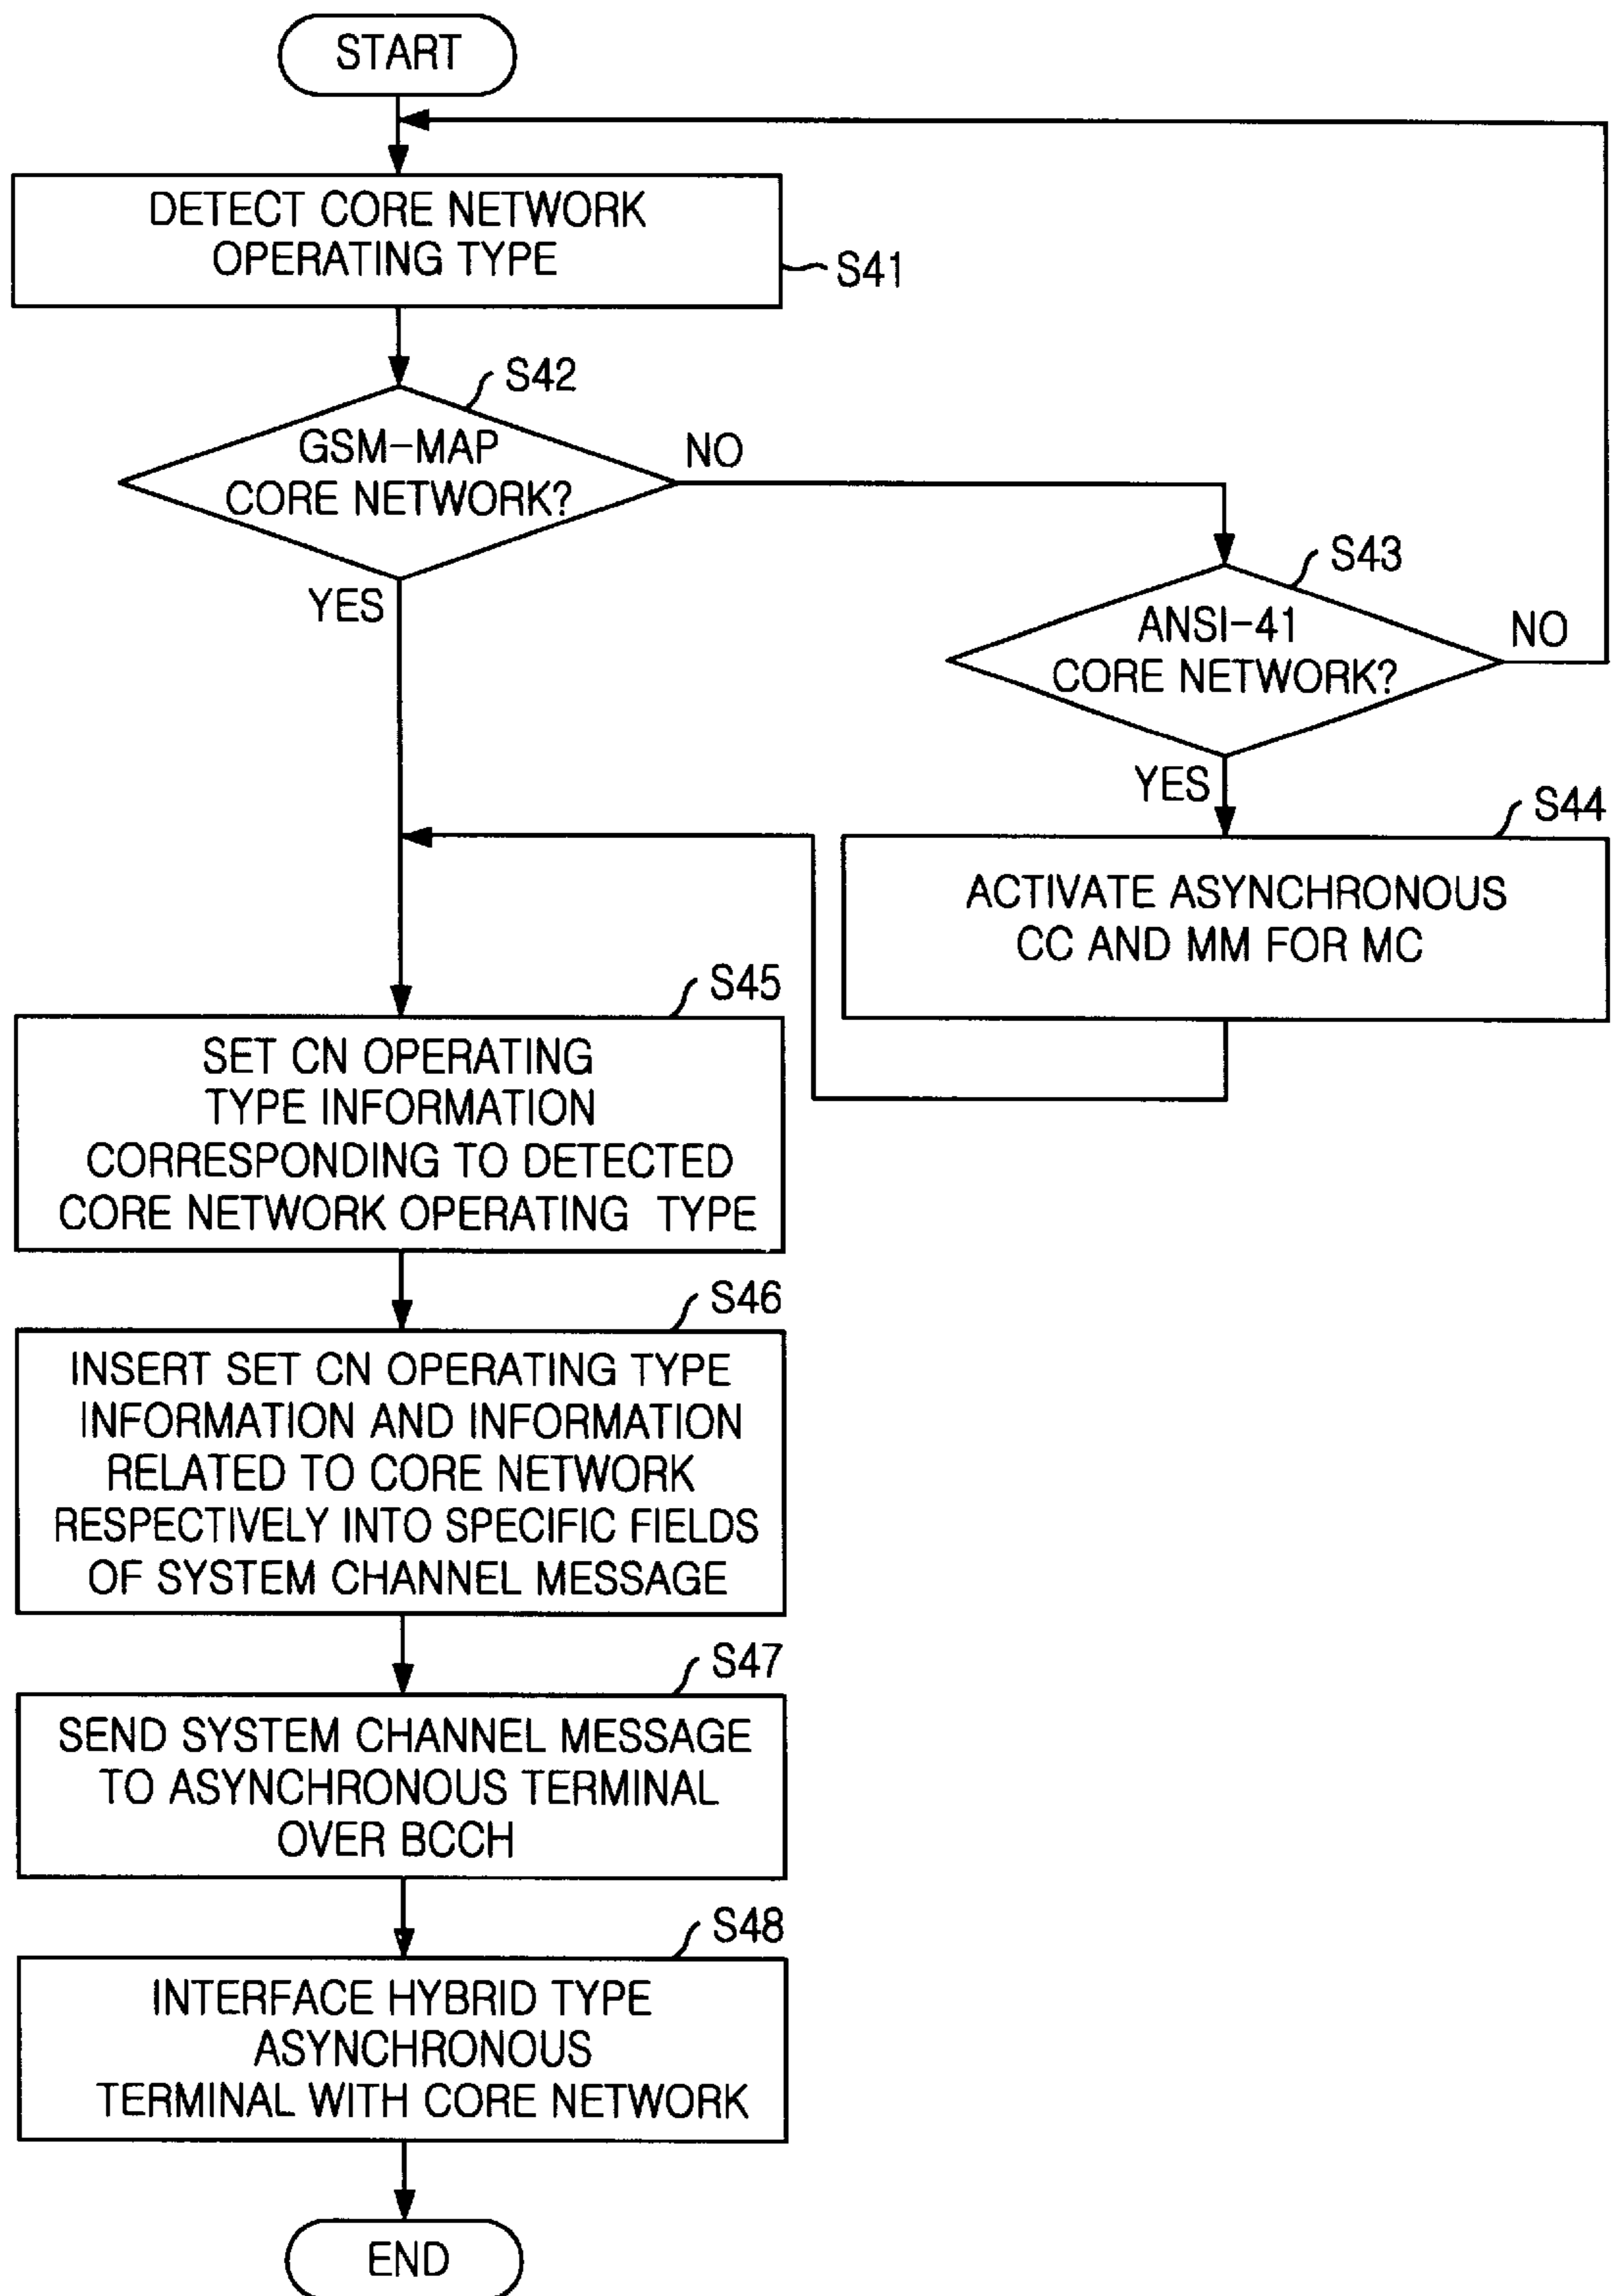 START
DETECT CORE NETWORK
OPERATING TYPE
S41
S42
GSM-MAP
CORE NETWORK?
NO
YES
S43
ANSI-41
CORE NETWORK?
NO
YES
S44
ACTIVATE ASYNCHRONOUS
CC AND MM FOR MC
S45
SET CN OPERATING
TYPE INFORMATION
CORRESPONDING TO DETECTED
CORE NETWORK OPERATING TYPE
S46
INSERT SET CN OPERATING TYPE
INFORMATION AND INFORMATION
RELATED TO CORE NETWORK
RESPECTIVELY INTO SPECIFIC FIELDS
OF SYSTEM CHANNEL MESSAGE
S47
SEND SYSTEM CHANNEL MESSAGE
TO ASYNCHRONOUS TERMINAL
OVER BCCH
S48
INTERFACE HYBRID TYPE
ASYNCHRONOUS
TERMINAL WITH CORE NETWORK
END